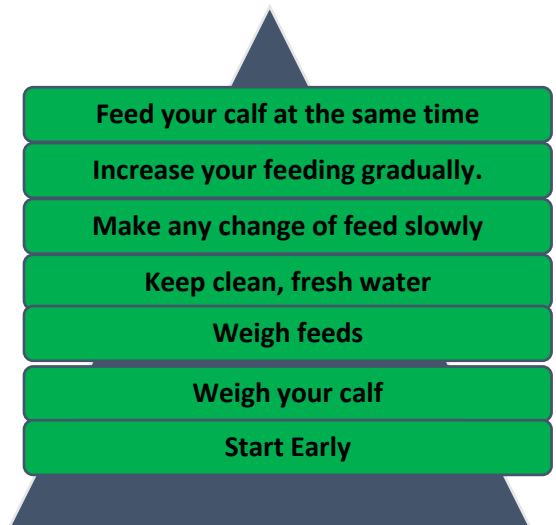 Feed your calf at the same time
Increase your feeding gradually.
Make any change of feed slowly
Keep clean, fresh water
Weigh feeds
Weigh your calf
Start Early